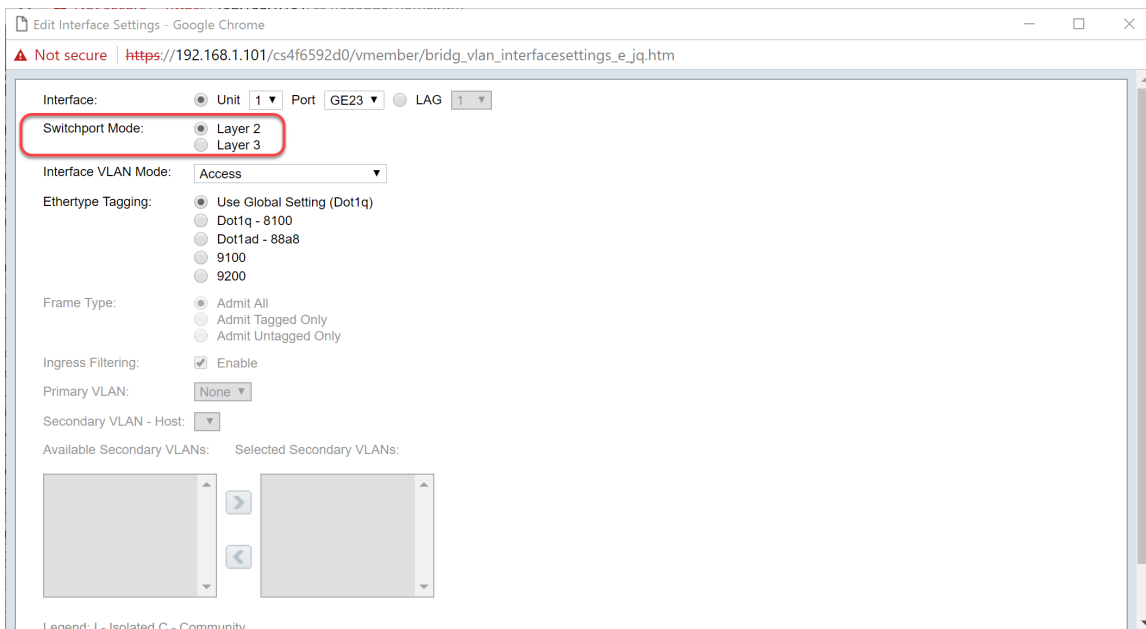 Edit Interface Settings - Google Chrome
Not secure | https://192.168.1.101/cs4f6592d0/vmember/bridg_vlan_interfacesettings_e_jq.htm
Interface: Unit 1 Port GE23 LAG 1
Switchport Mode: Layer 2
Layer 3
Interface VLAN Mode: Access
Ethertype Tagging: Use Global Setting (Dot1q)
Dot1q - 8100
Dot1ad - 88a8
9100
9200
Frame Type: Admit All
Admit Tagged Only
Admit Untagged Only
Ingress Filtering: Enable
Primary VLAN: None
Secondary VLAN - Host:
Available Secondary VLANs: Selected Secondary VLANs:
Legend: I - Isolated C - Community